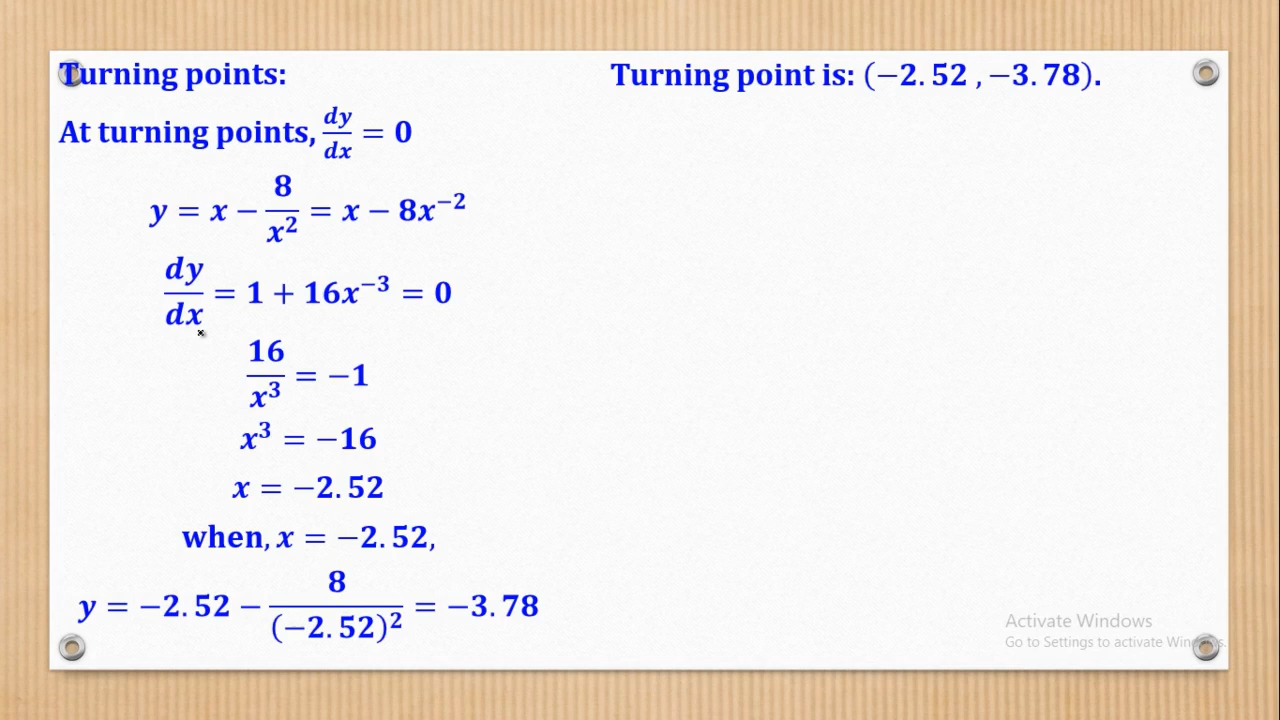 Turning points:
At turning points, dy/dx = 0
y = x − 8/x² = x − 8x⁻²
dy/dx = 1 + 16x⁻³ = 0
16/x³ = −1
x³ = −16
x = −2.52
when, x = −2.52,
y = −2.52 − 8/(−2.52)² = −3.78
Turning point is: (−2.52 , −3.78).
Activate Windows
Go to Settings to activate Windows.